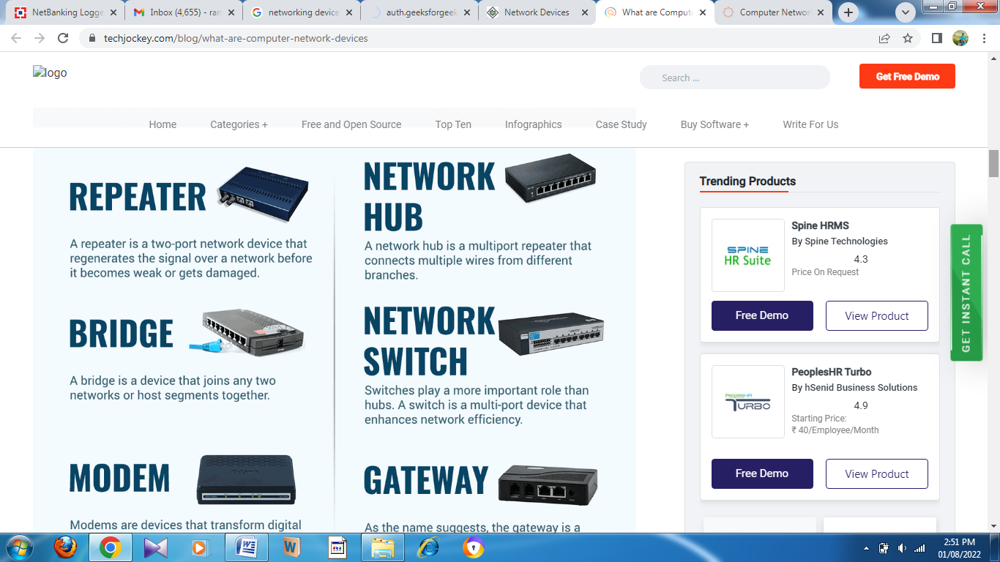 NetBanking Logge
Inbox (4,655) - ran
networking device
auth.geeksforgeek
Network Devices
What are Compute
Computer Networ
techjockey.com/blog/what-are-computer-network-devices
logo
Search ...
Get Free Demo
Home
Categories +
Free and Open Source
Top Ten
Infographics
Case Study
Buy Software +
Write For Us
REPEATER
A repeater is a two-port network device that
regenerates the signal over a network before
it becomes weak or gets damaged.
NETWORK
HUB
A network hub is a multiport repeater that
connects multiple wires from different
branches.
BRIDGE
A bridge is a device that joins any two
networks or host segments together.
NETWORK
SWITCH
Switches play a more important role than
hubs. A switch is a multi-port device that
enhances network efficiency.
MODEM
Modems are devices that transform digital
GATEWAY
As the name suggests, the gateway is a
Trending Products
SPINE
HR Suite
Spine HRMS
By Spine Technologies
4.3
Price On Request
Free Demo
View Product
PeoplesHR
TURBO
PeoplesHR Turbo
By hSenid Business Solutions
4.9
Starting Price:
₹ 40/Employee/Month
Free Demo
View Product
GET INSTANT CALL
2:51 PM
01/08/2022